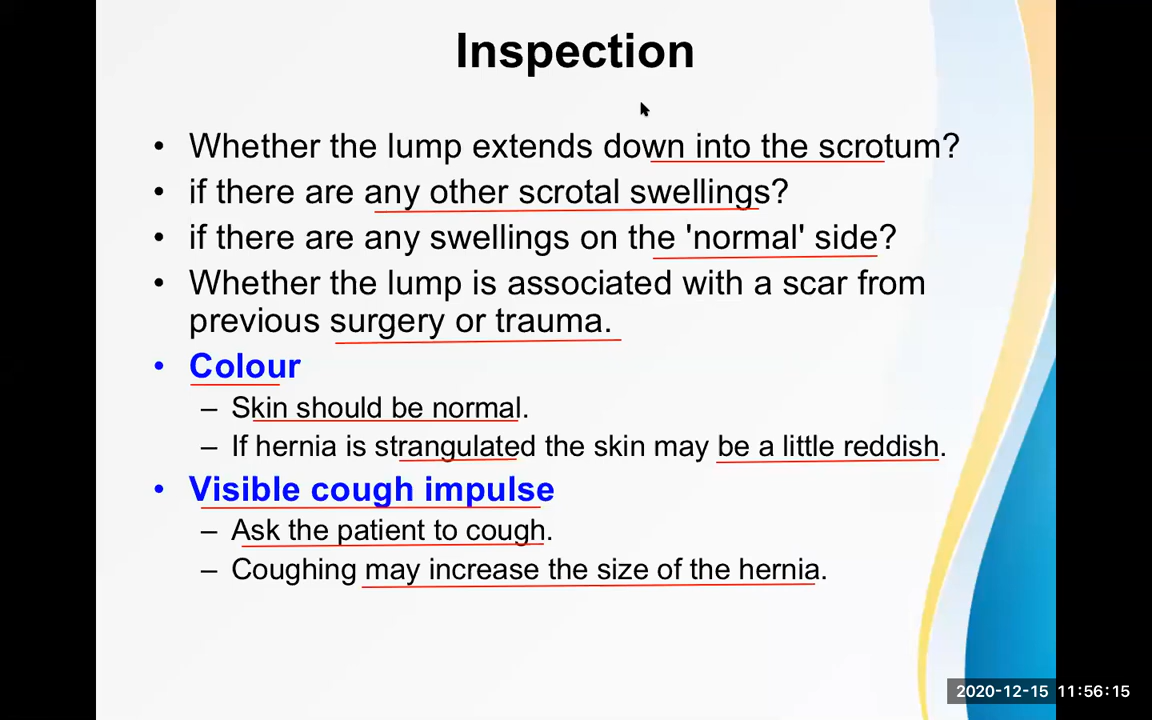 Inspection
• Whether the lump extends down into the scrotum?
• if there are any other scrotal swellings?
• if there are any swellings on the 'normal' side?
• Whether the lump is associated with a scar from
previous surgery or trauma.
• Colour
– Skin should be normal.
– If hernia is strangulated the skin may be a little reddish.
• Visible cough impulse
– Ask the patient to cough.
– Coughing may increase the size of the hernia.
2020-12-15 11:56:15